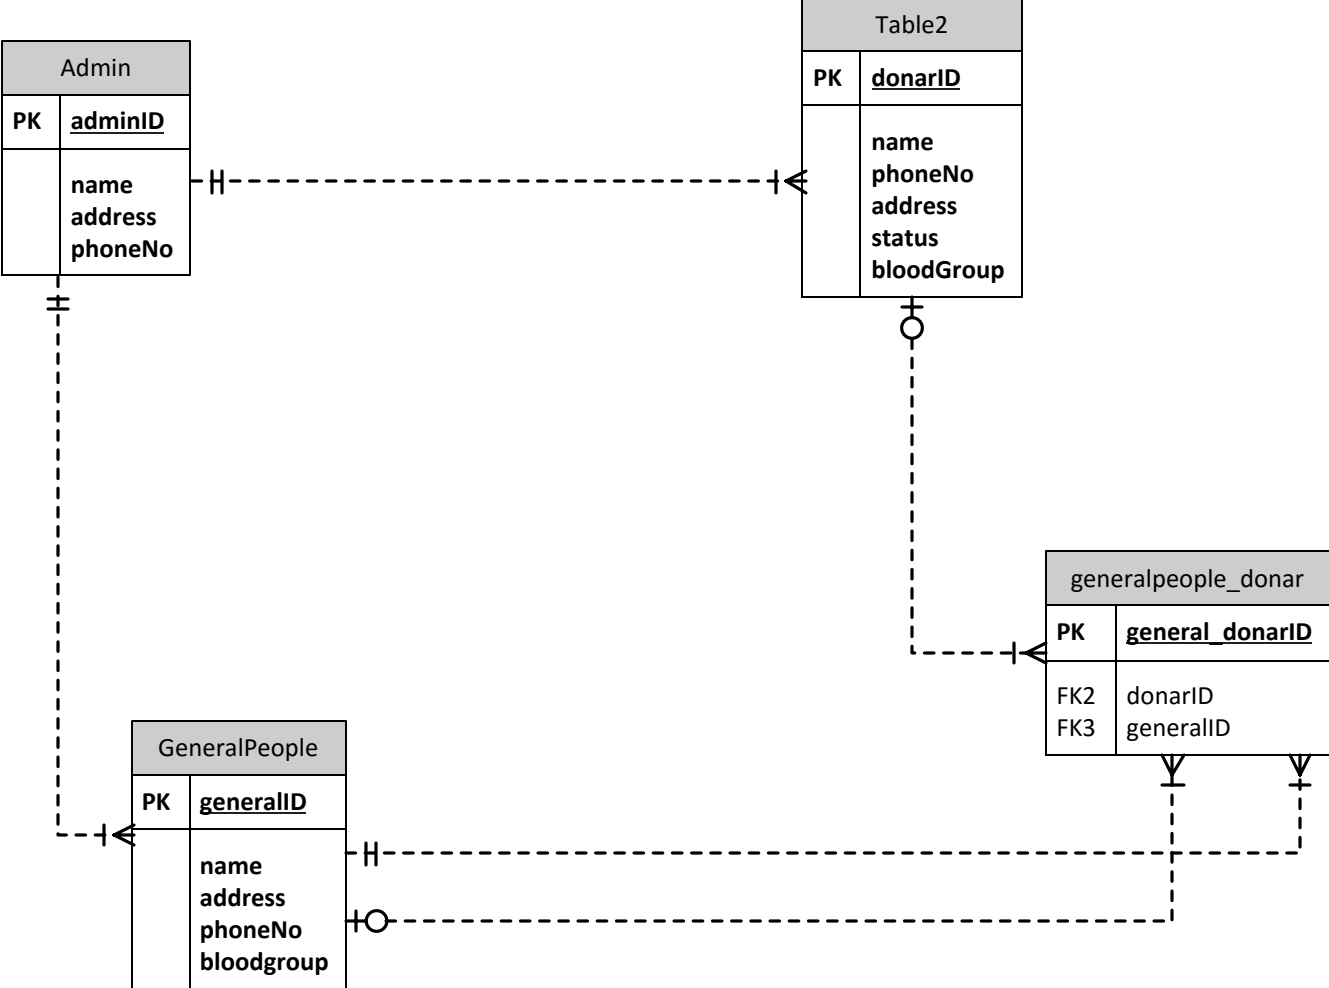 Admin
PK adminID
name
address
phoneNo
Table2
PK donarID
name
phoneNo
address
status
bloodGroup
generalpeople_donar
PK general_donarID
FK2 donarID
FK3 generalID
GeneralPeople
PK generalID
name
address
phoneNo
bloodgroup